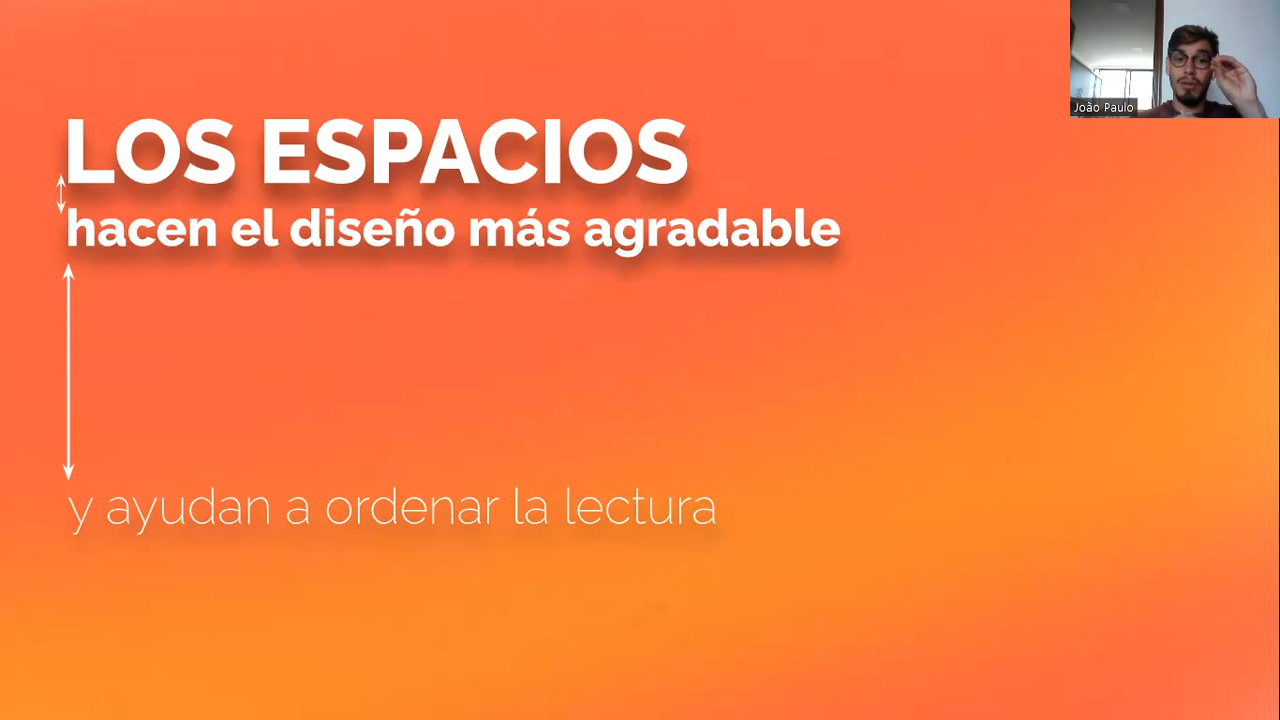 João Paulo
LOS ESPACIOS
hacen el diseño más agradable
y ayudan a ordenar la lectura